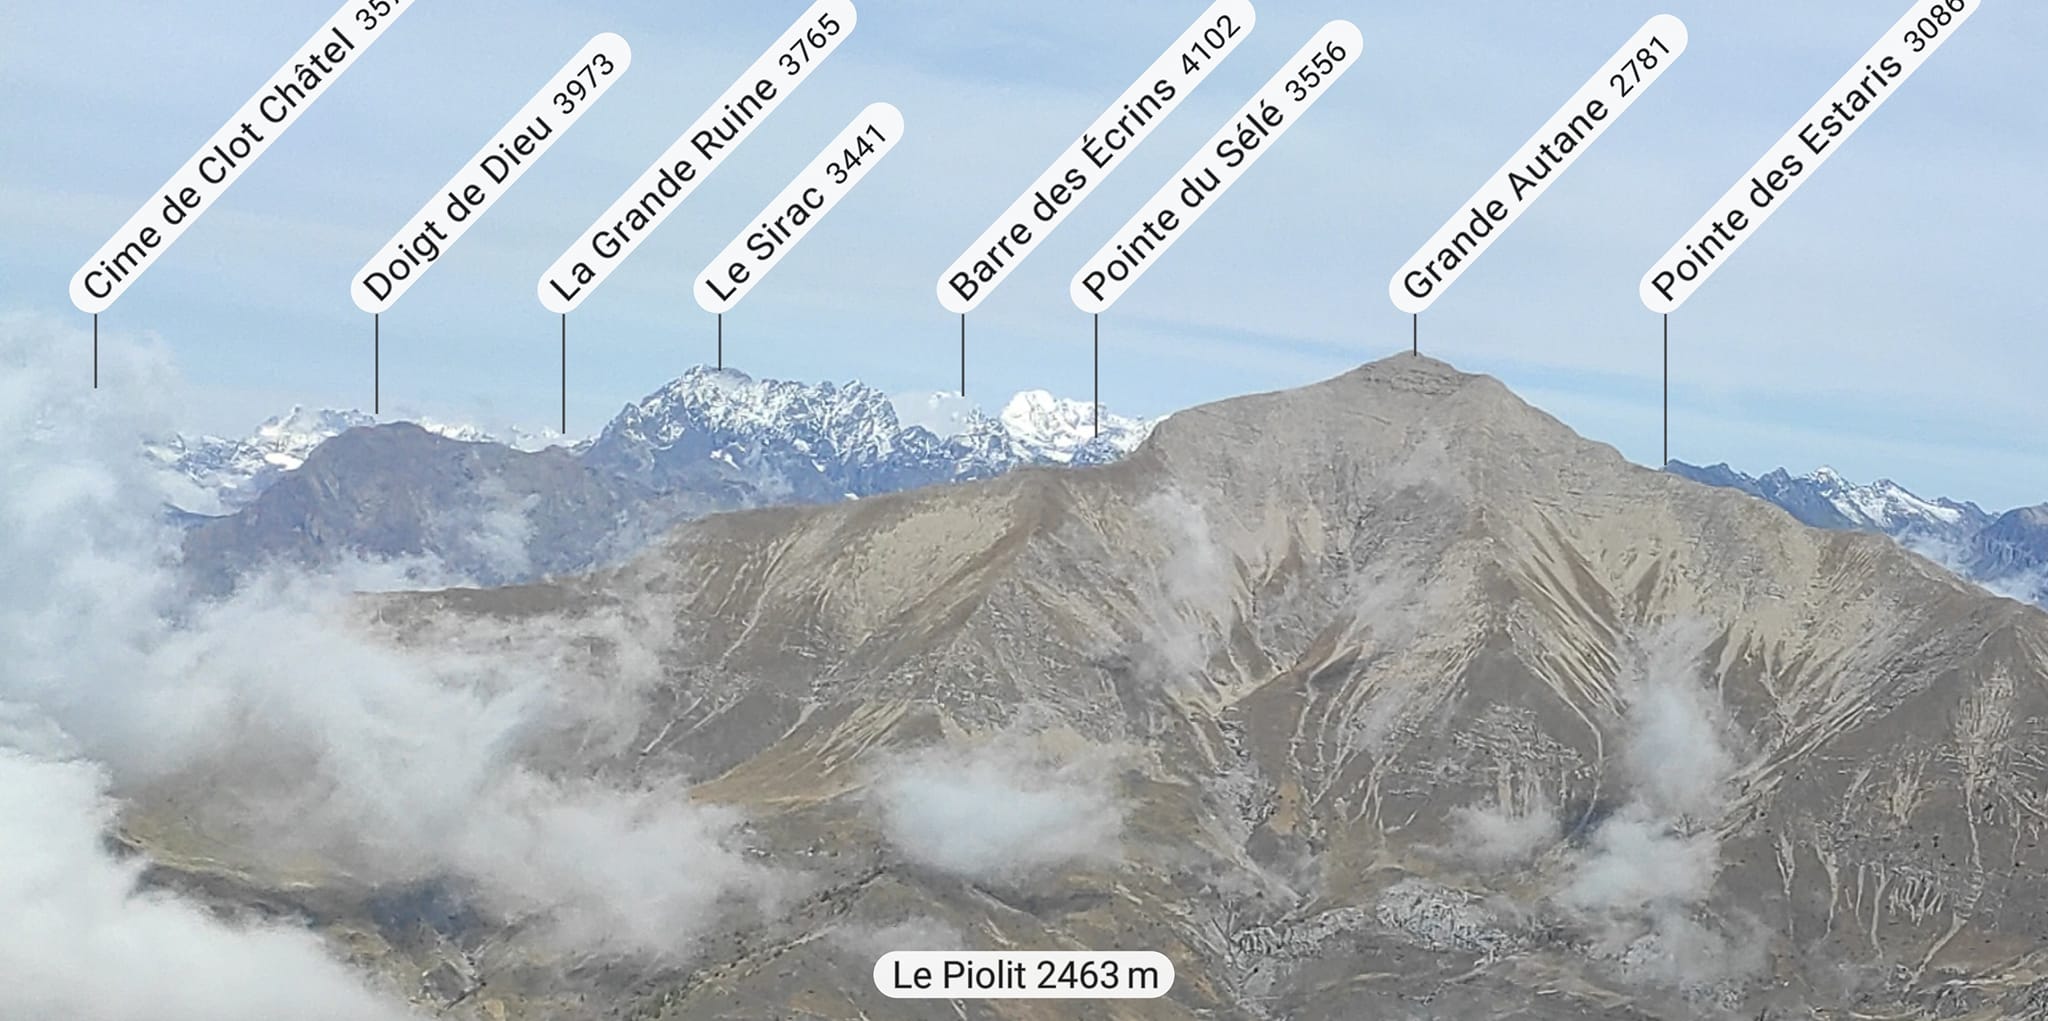 Cime de Clot Châtel
Doigt de Dieu 3973
La Grande Ruine 3765
Le Sirac 3441
Barre des Écrins 4102
Pointe du Sélé 3556
Grande Autane 2781
Pointe des Estaris 3086
Le Piolit 2463 m